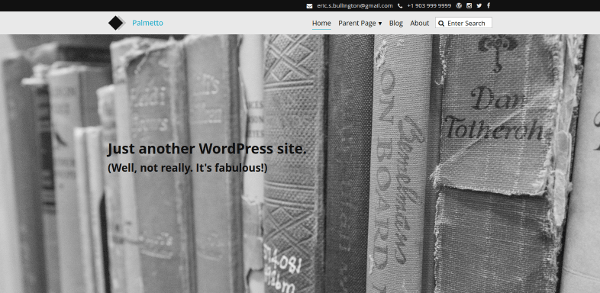 eric.s.bullington@gmail.com +1 903 999 9999
Palmetto
Home Parent Page ▾ Blog About Enter Search
Just another WordPress site.
(Well, not really. It's fabulous!)
Dan
Totheroh
Bemelmans
ON BOARD